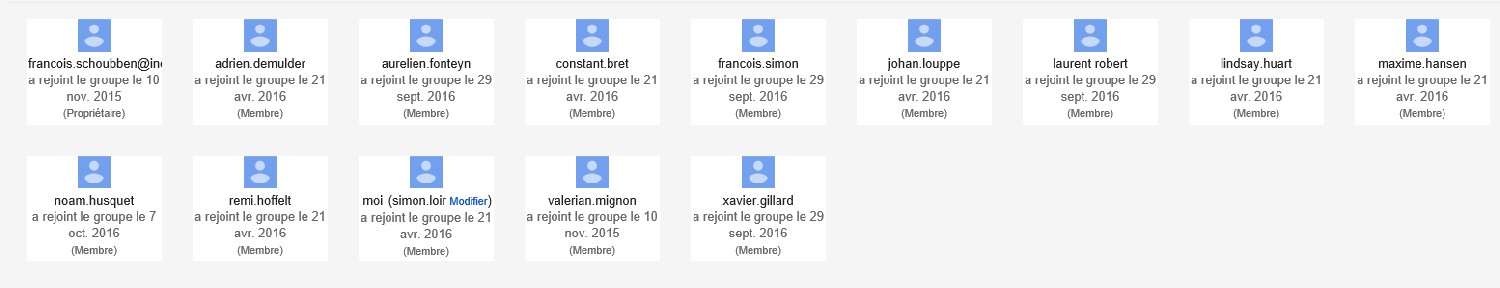 francois.schoubben@in
a rejoint le groupe le 10
nov. 2015
(Propriétaire)
adrien.demulder
a rejoint le groupe le 21
avr. 2016
(Membre)
aurelien.fonteyn
a rejoint le groupe le 29
sept. 2016
(Membre)
constant.bret
a rejoint le groupe le 21
avr. 2016
(Membre)
francois.simon
a rejoint le groupe le 29
sept. 2016
(Membre)
johan.louppe
a rejoint le groupe le 21
avr. 2016
(Membre)
laurent robert
a rejoint le groupe le 29
sept. 2016
(Membre)
lindsay.huart
a rejoint le groupe le 21
avr. 2016
(Membre)
maxime.hansen
a rejoint le groupe le 21
avr. 2016
(Membre)
noam.husquet
a rejoint le groupe le 7
oct. 2016
(Membre)
remi.hoffelt
a rejoint le groupe le 21
avr. 2016
(Membre)
moi (simon.loir Modifier)
a rejoint le groupe le 21
avr. 2016
(Membre)
valerian.mignon
a rejoint le groupe le 10
nov. 2015
(Membre)
xavier.gillard
a rejoint le groupe le 29
sept. 2016
(Membre)